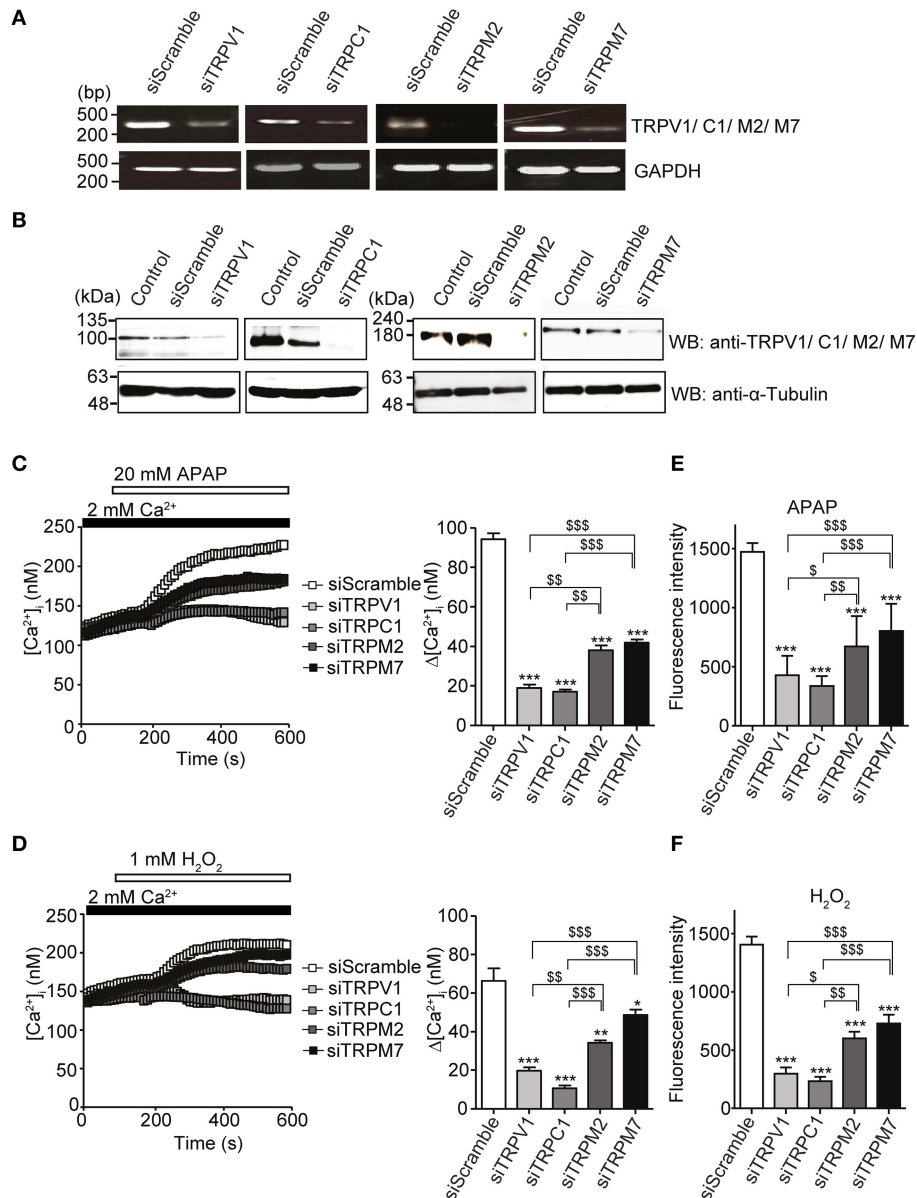 A
siScramble siTRPV1 siScramble siTRPC1 siScramble siTRPM2 siScramble siTRPM7
(bp)
500
200
TRPV1/ C1/ M2/ M7
500
200
GAPDH
B
Control siScramble siTRPV1 Control siScramble siTRPC1 Control siScramble siTRPM2 Control siScramble siTRPM7
(kDa) (kDa)
135 240
100 180
WB: anti-TRPV1/ C1/ M2/ M7
63 63
48 48
WB: anti-α-Tubulin
C
20 mM APAP
2 mM Ca²⁺
250
200
150
100
50
0
[Ca²⁺]ᵢ (nM)
0 200 400 600
Time (s)
siScramble
siTRPV1
siTRPC1
siTRPM2
siTRPM7
100
80
60
40
20
0
Δ[Ca²⁺]ᵢ (nM)
$$$
$$$
$$
$$
*** *** *** ***
siScramble siTRPV1 siTRPC1 siTRPM2 siTRPM7
E
APAP
1500
1000
500
0
Fluorescence intensity
$$$
$$$
$
$$
*** *** *** ***
siScramble siTRPV1 siTRPC1 siTRPM2 siTRPM7
D
1 mM H₂O₂
2 mM Ca²⁺
250
200
150
100
50
0
[Ca²⁺]ᵢ (nM)
0 200 400 600
Time (s)
siScramble
siTRPV1
siTRPC1
siTRPM2
siTRPM7
100
80
60
40
20
0
Δ[Ca²⁺]ᵢ (nM)
$$$
$$$
$$
$$$
*** *** ** *
siScramble siTRPV1 siTRPC1 siTRPM2 siTRPM7
F
H₂O₂
1500
1000
500
0
Fluorescence intensity
$$$
$$$
$
$$
*** *** *** ***
siScramble siTRPV1 siTRPC1 siTRPM2 siTRPM7